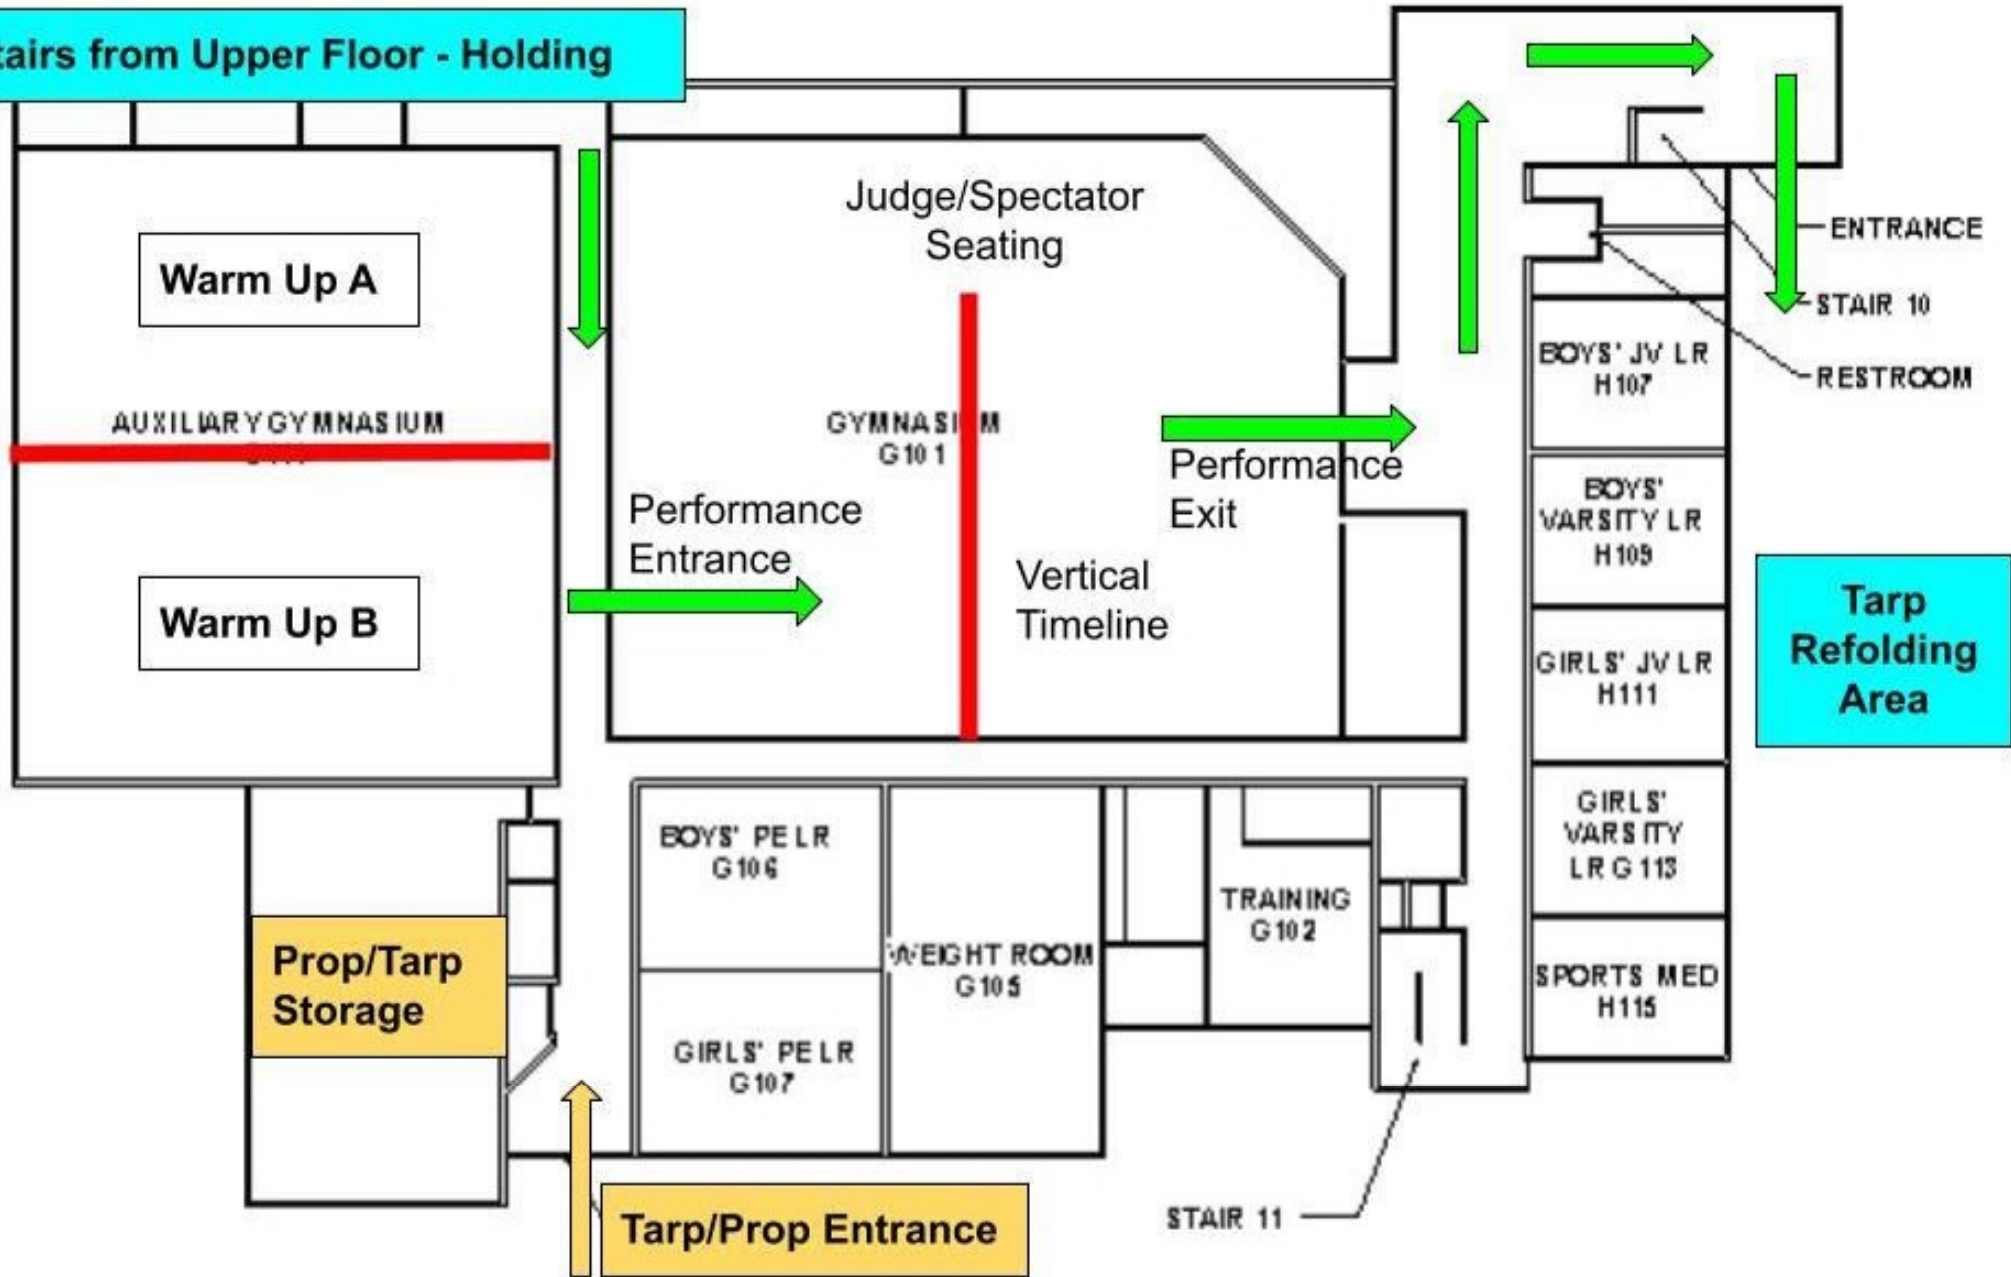 tairs from Upper Floor - Holding
Judge/Spectator
Seating
ENTRANCE
Warm Up A
STAIR 10
BOYS' JV LR
H107
RESTROOM
AUXILIARY GYMNASIUM
GYMNASIUM
G101
Performance
Exit
BOYS'
VARSITY LR
H109
Performance
Entrance
Vertical
Timeline
Warm Up B
Tarp
Refolding
Area
GIRLS' JV LR
H111
GIRLS'
VARSITY
LR G113
BOYS' PE LR
G106
TRAINING
G102
WEIGHT ROOM
G105
Prop/Tarp
Storage
SPORTS MED
H115
GIRLS' PE LR
G107
STAIR 11
Tarp/Prop Entrance